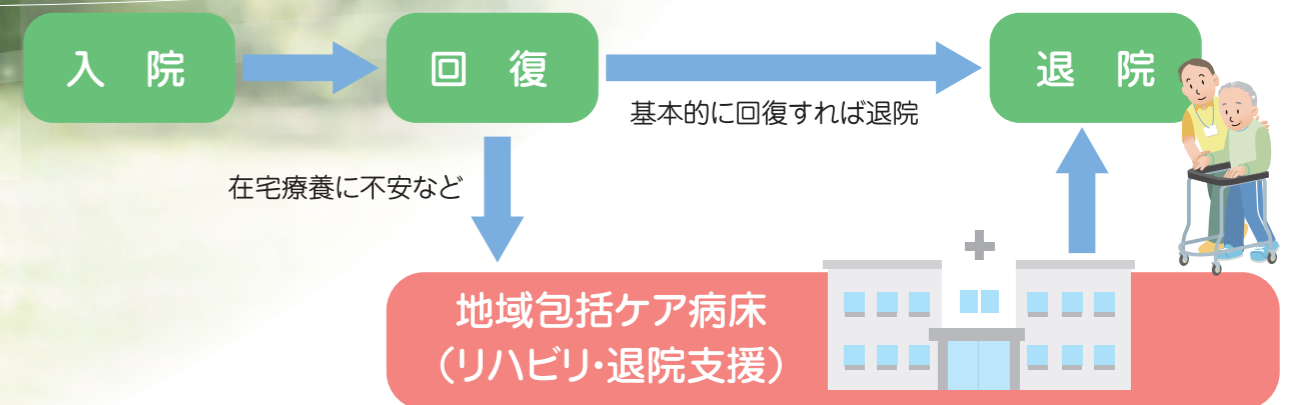 入 院
回 復
退 院
基本的に回復すれば退院
在宅療養に不安など
地域包括ケア病床
（リハビリ・退院支援）